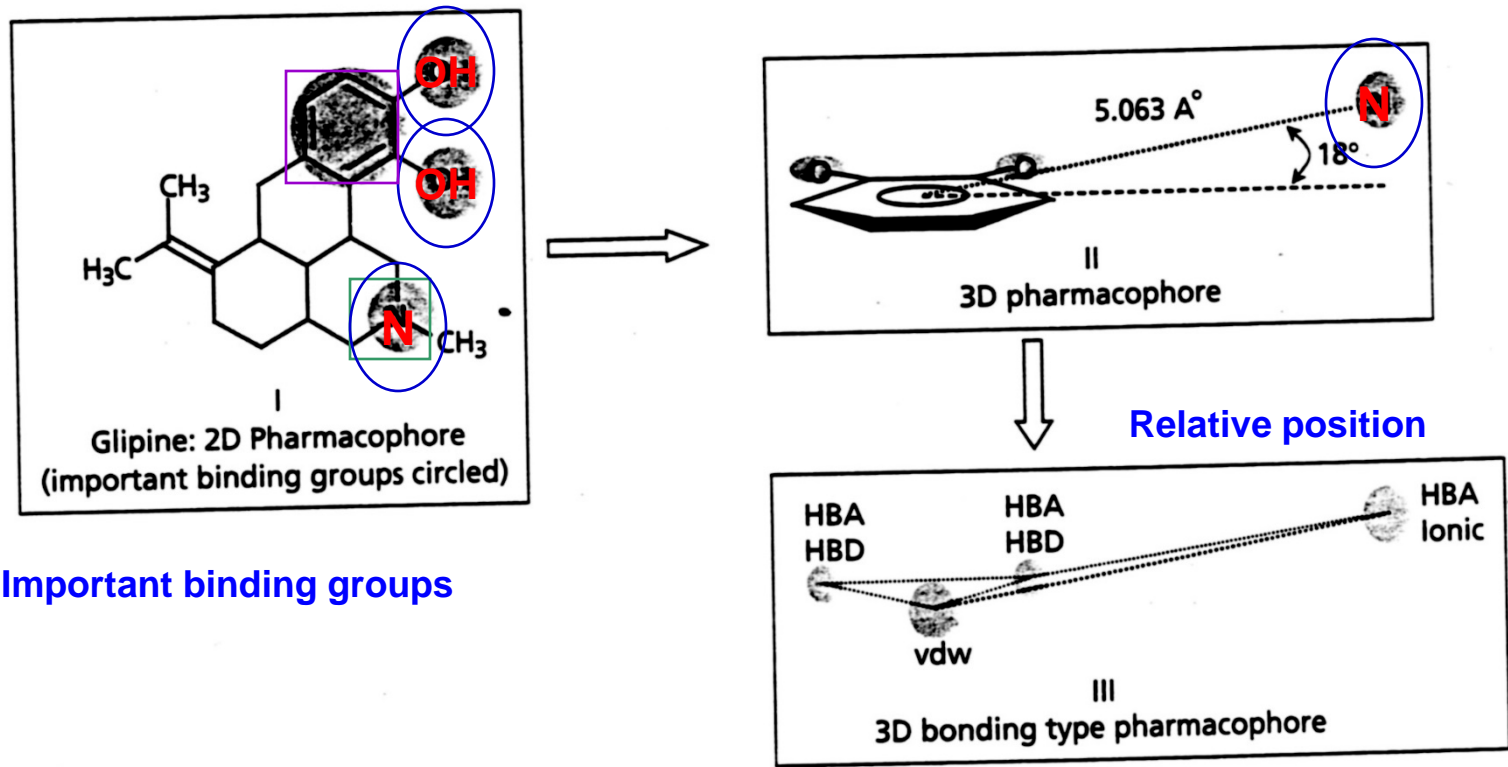 OH
OH
CH3
H3C
N
CH3
I
Glipine: 2D Pharmacophore
(important binding groups circled)
Important binding groups
5.063 A°
N
18°
O
O
II
3D pharmacophore
Relative position
HBA
HBD
HBA
HBD
HBA
Ionic
vdw
III
3D bonding type pharmacophore